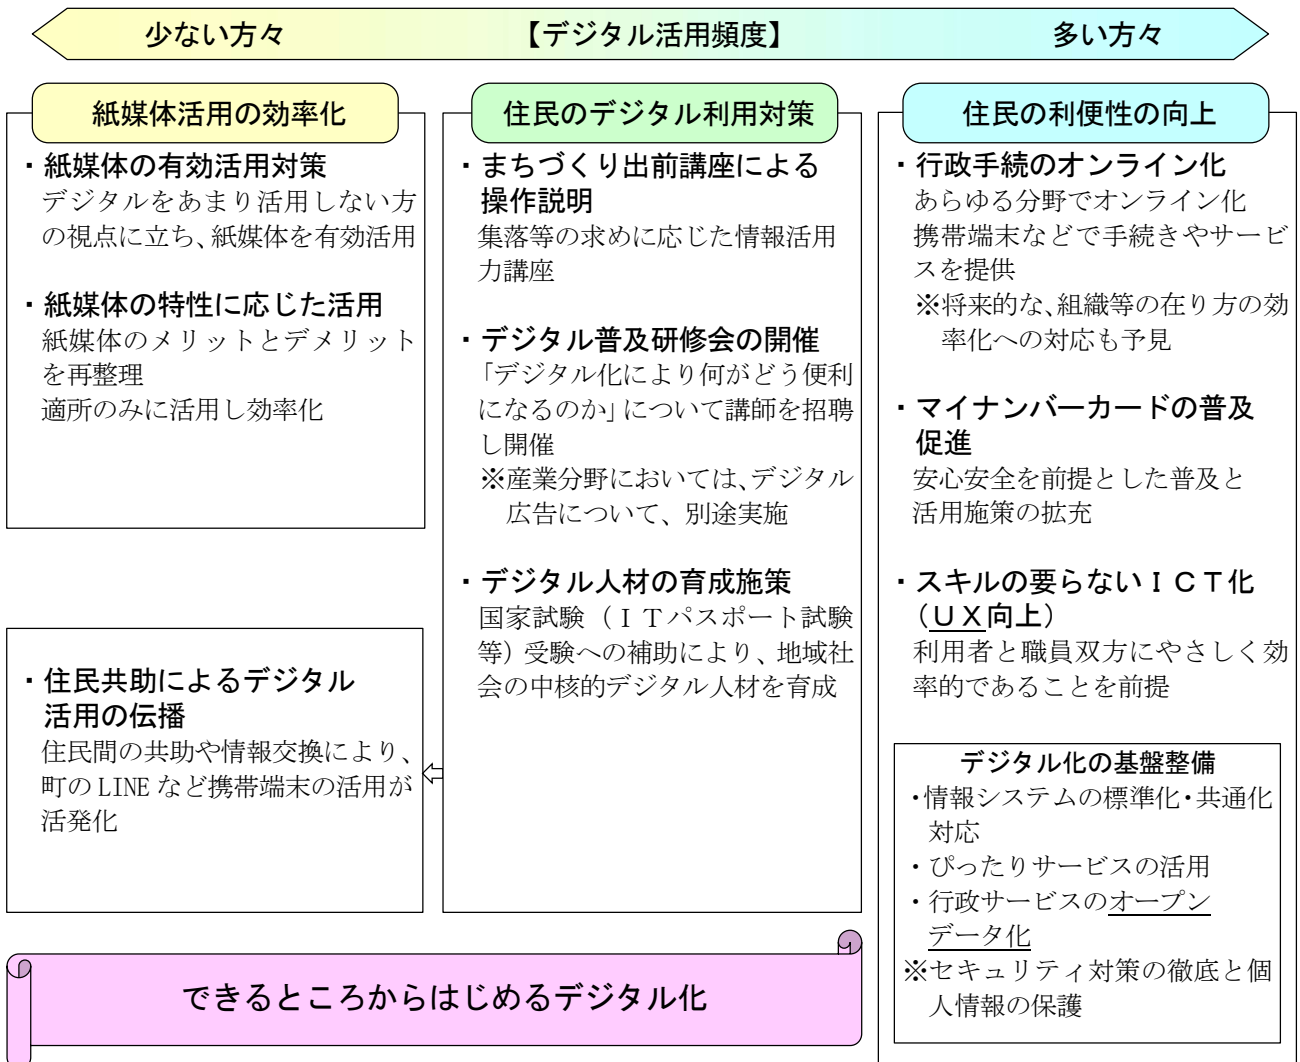 少ない方々 【デジタル活用頻度】 多い方々
紙媒体活用の効率化
・紙媒体の有効活用対策
デジタルをあまり活用しない方
の視点に立ち、紙媒体を有効活用
・紙媒体の特性に応じた活用
紙媒体のメリットとデメリット
を再整理
適所のみに活用し効率化
・住民共助によるデジタル
活用の伝播
住民間の共助や情報交換により、
町の LINE など携帯端末の活用が
活発化
住民のデジタル利用対策
・まちづくり出前講座による
操作説明
集落等の求めに応じた情報活用
力講座
・デジタル普及研修会の開催
「デジタル化により何がどう便利
になるのか」について講師を招聘
し開催
※産業分野においては、デジタル
広告について、別途実施
・デジタル人材の育成施策
国家試験（ＩＴパスポート試験
等）受験への補助により、地域社
会の中核的デジタル人材を育成
⇦
住民の利便性の向上
・行政手続のオンライン化
あらゆる分野でオンライン化
携帯端末などで手続きやサービ
スを提供
※将来的な、組織等の在り方の効
率化への対応も予見
・マイナンバーカードの普及
促進
安心安全を前提とした普及と
活用施策の拡充
・スキルの要らないＩＣＴ化
（ＵＸ向上）
利用者と職員双方にやさしく効
率的であることを前提
デジタル化の基盤整備
・情報システムの標準化・共通化
対応
・ぴったりサービスの活用
・行政サービスのオープン
データ化
※セキュリティ対策の徹底と個
人情報の保護
できるところからはじめるデジタル化